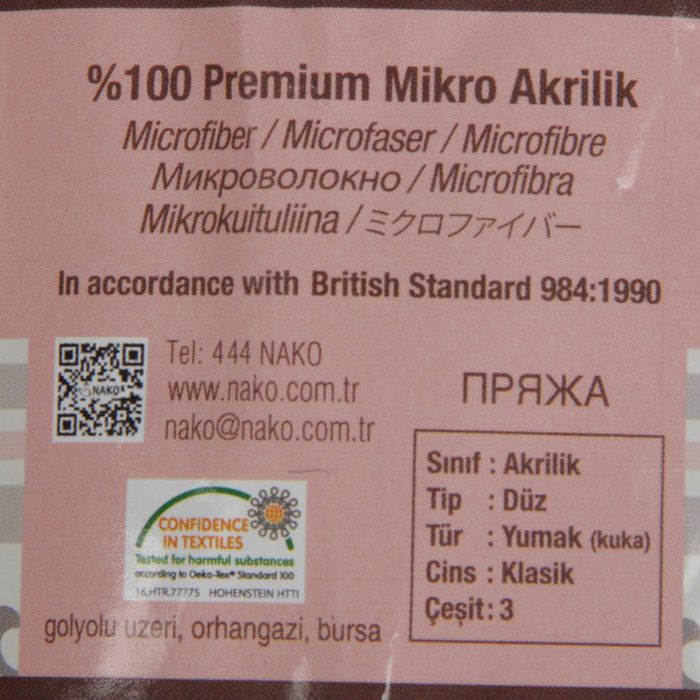 %100 Premium Mikro Akrilik
Microfiber / Microfaser / Microfibre
Микроволокно / Microfibra
Mikrokuituliina / ミクロファイバー
In accordance with British Standard 984:1990
NAKO
Tel: 444 NAKO
www.nako.com.tr
nako@nako.com.tr
ПРЯЖА
Sınıf : Akrilik
Tip : Düz
Tür : Yumak (kuka)
Cins : Klasik
Çeşit: 3
CONFIDENCE
IN TEXTILES
Tested for harmful substances
according to Oeko-Tex® Standard 100
16.HTR.77775 HOHENSTEIN HTTI
golyolu uzeri, orhangazi, bursa